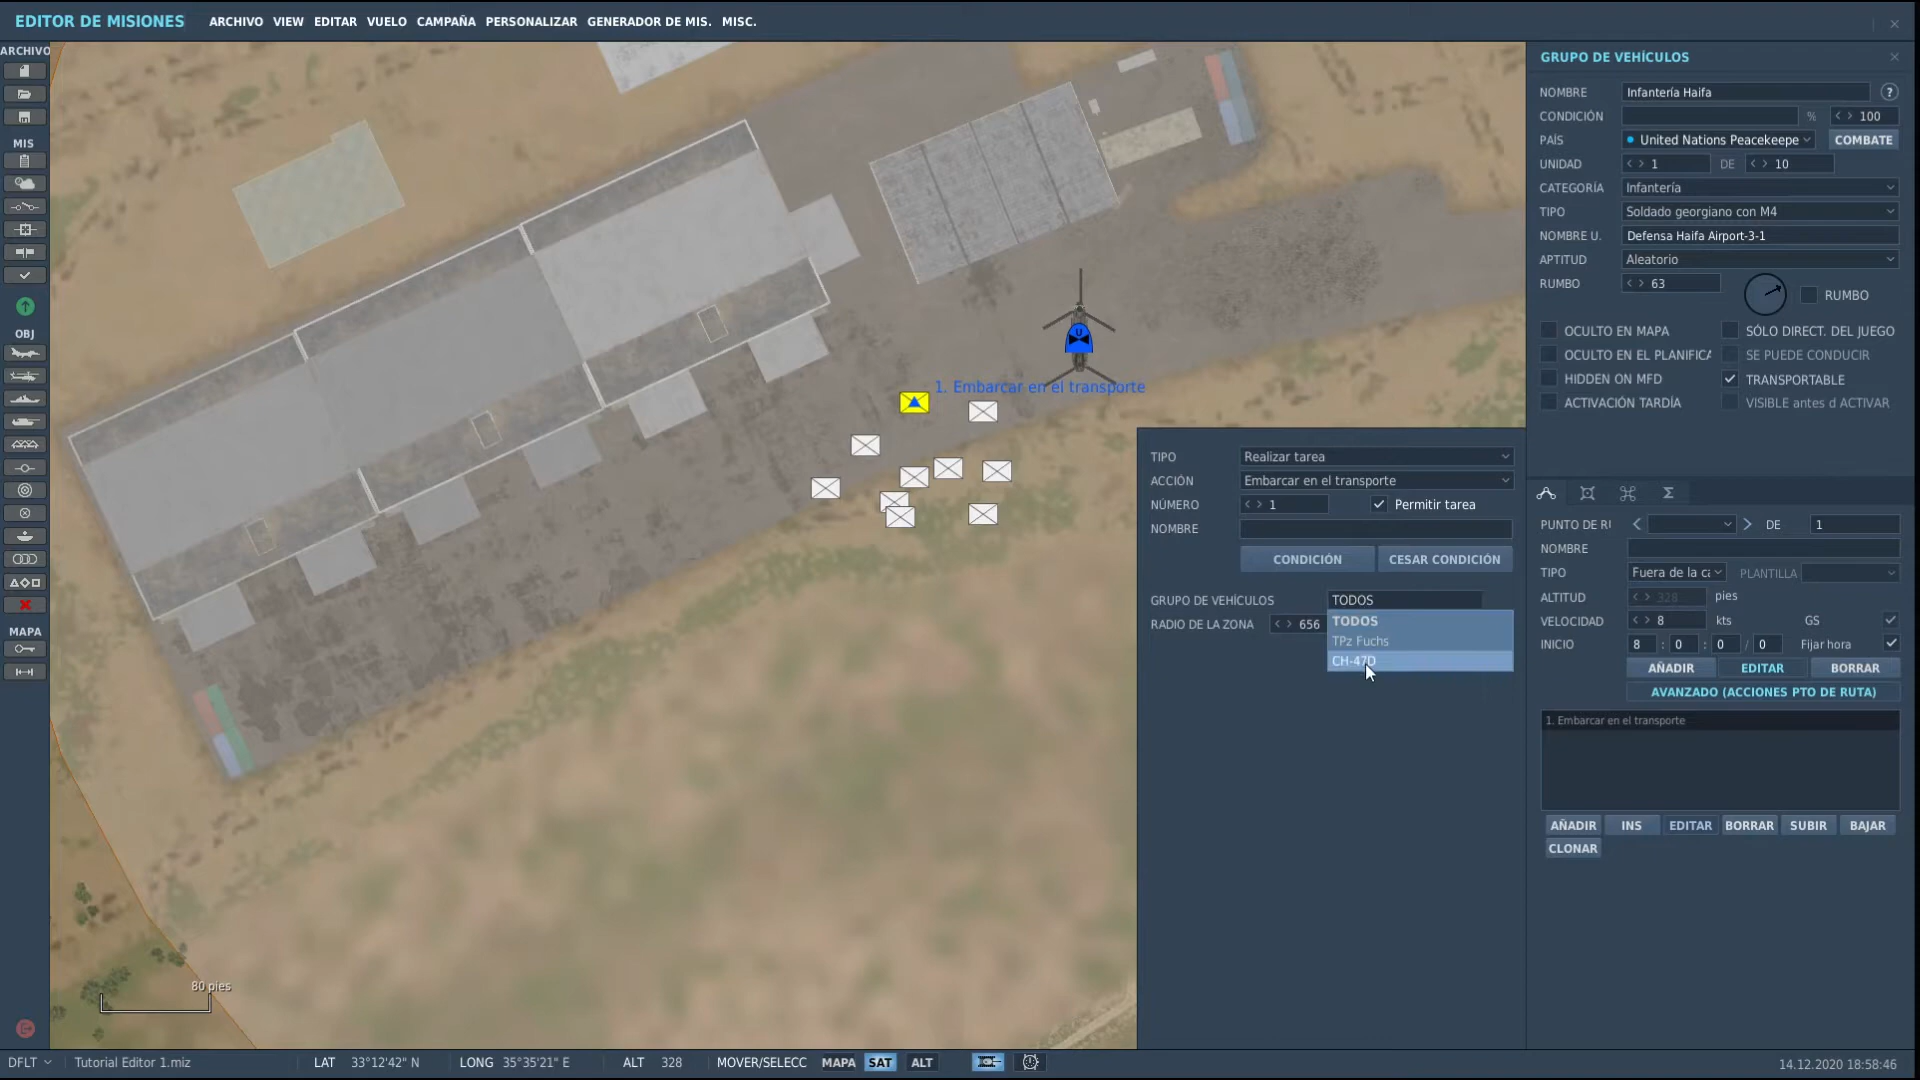 EDITOR DE MISIONES
ARCHIVO VIEW EDITAR VUELO CAMPAÑA PERSONALIZAR GENERADOR DE MIS. MISC.
ARCHIVO
MIS
OBJ
MAPA
1. Embarcar en el transporte
U
80 pies
TIPO Realizar tarea
ACCIÓN Embarcar en el transporte
NÚMERO 1 Permitir tarea
NOMBRE
CONDICIÓN CESAR CONDICIÓN
GRUPO DE VEHÍCULOS TODOS
RADIO DE LA ZONA 656
TODOS
TPz Fuchs
CH-47D
GRUPO DE VEHÍCULOS
NOMBRE Infantería Haifa ?
CONDICIÓN % 100
PAÍS United Nations Peacekeepe COMBATE
UNIDAD 1 DE 10
CATEGORÍA Infantería
TIPO Soldado georgiano con M4
NOMBRE U. Defensa Haifa Airport-3-1
APTITUD Aleatorio
RUMBO 63 RUMBO
OCULTO EN MAPA SÓLO DIRECT. DEL JUEGO
OCULTO EN EL PLANIFICA SE PUEDE CONDUCIR
HIDDEN ON MFD TRANSPORTABLE
ACTIVACIÓN TARDÍA VISIBLE antes d ACTIVAR
PUNTO DE RU DE 1
NOMBRE
TIPO Fuera de la ca PLANTILLA
ALTITUD 328 pies
VELOCIDAD 8 kts GS
INICIO 8 : 0 : 0 / 0 Fijar hora
AÑADIR EDITAR BORRAR
AVANZADO (ACCIONES PTO DE RUTA)
1. Embarcar en el transporte
AÑADIR INS EDITAR BORRAR SUBIR BAJAR
CLONAR
DFLT Tutorial Editor 1.miz LAT 33°12'42" N LONG 35°35'21" E ALT 328 MOVER/SELECC MAPA SAT ALT 14.12.2020 18:58:46